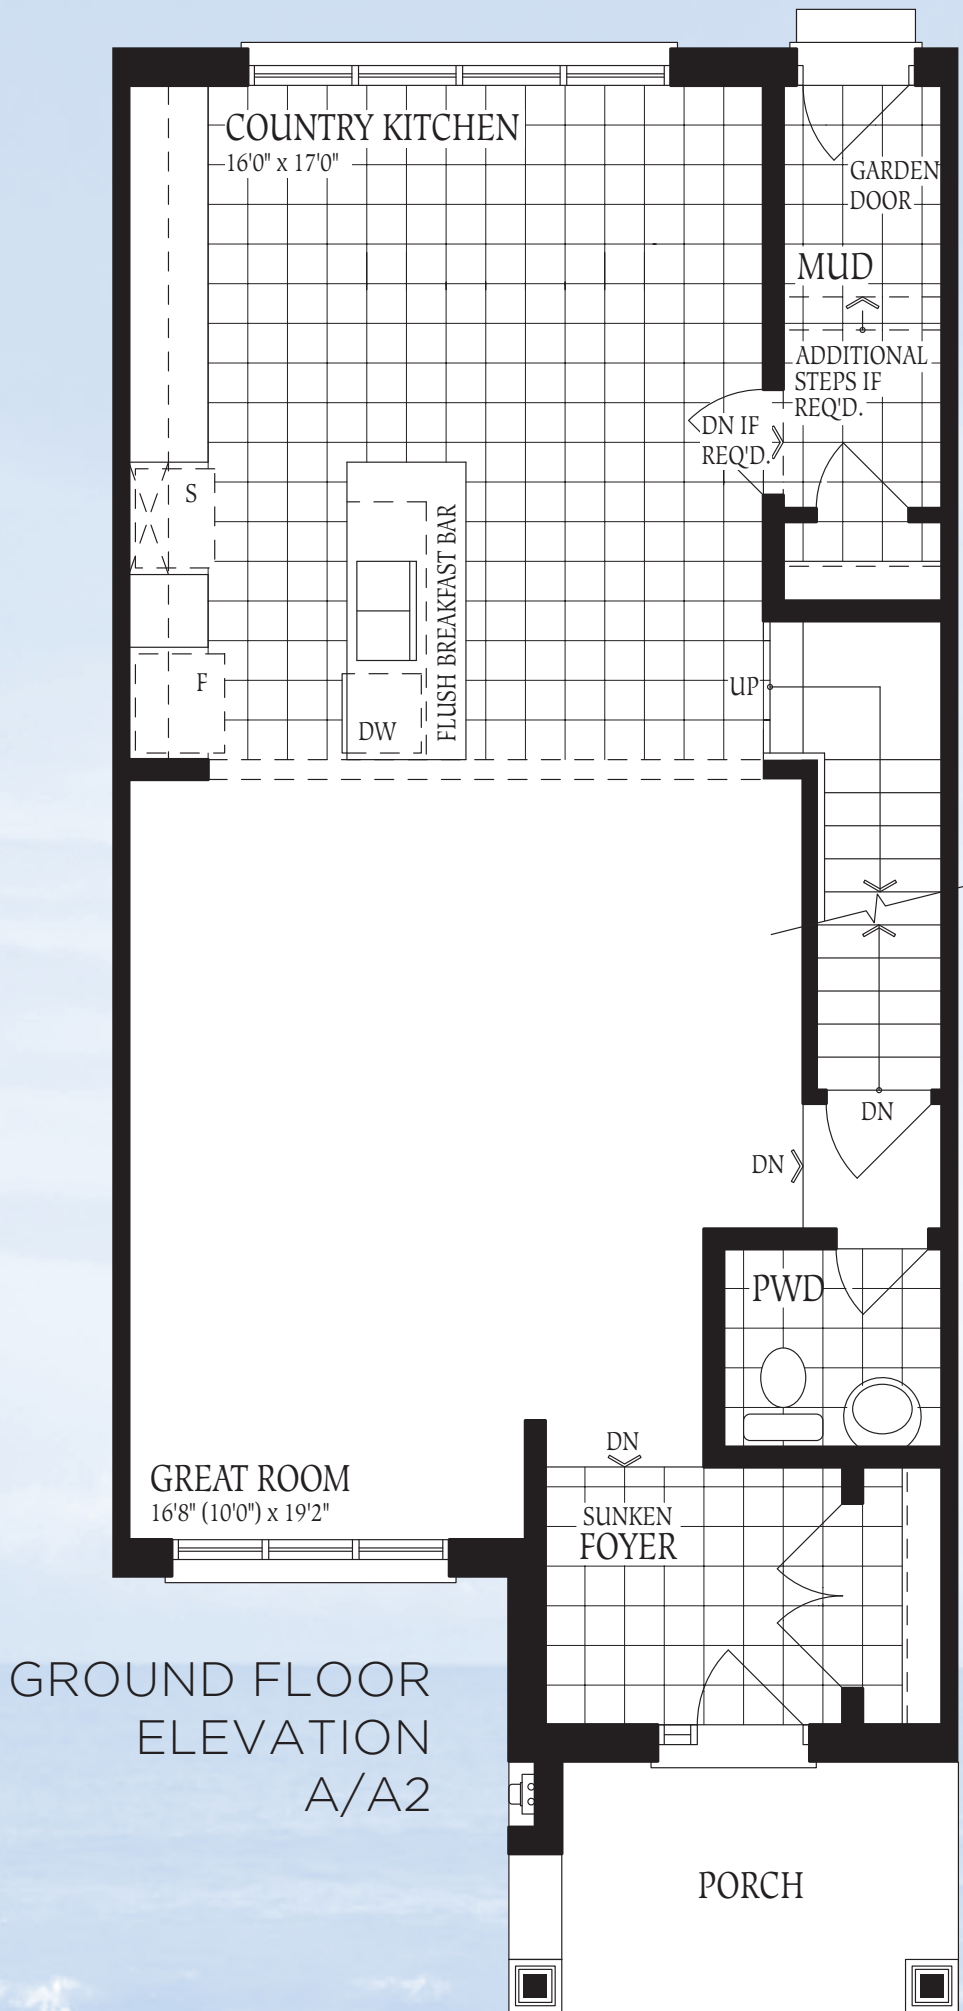 COUNTRY KITCHEN
16'0" x 17'0"
GARDEN
DOOR
MUD
ADDITIONAL
STEPS IF
REQ'D.
DN IF
REQ'D.
S
FLUSH BREAKFAST BAR
F
DW
UP
DN
DN
PWD
DN
GREAT ROOM
16'8" (10'0") x 19'2"
SUNKEN
FOYER
GROUND FLOOR
ELEVATION
A/A2
PORCH